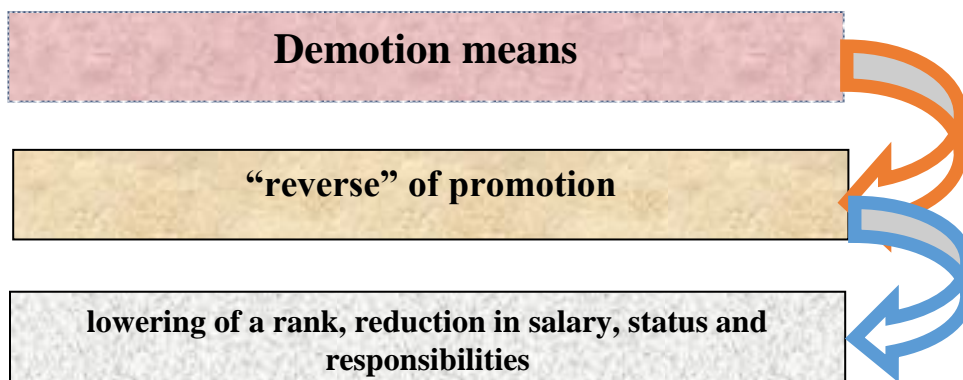 Demotion means
“reverse” of promotion
lowering of a rank, reduction in salary, status and
responsibilities